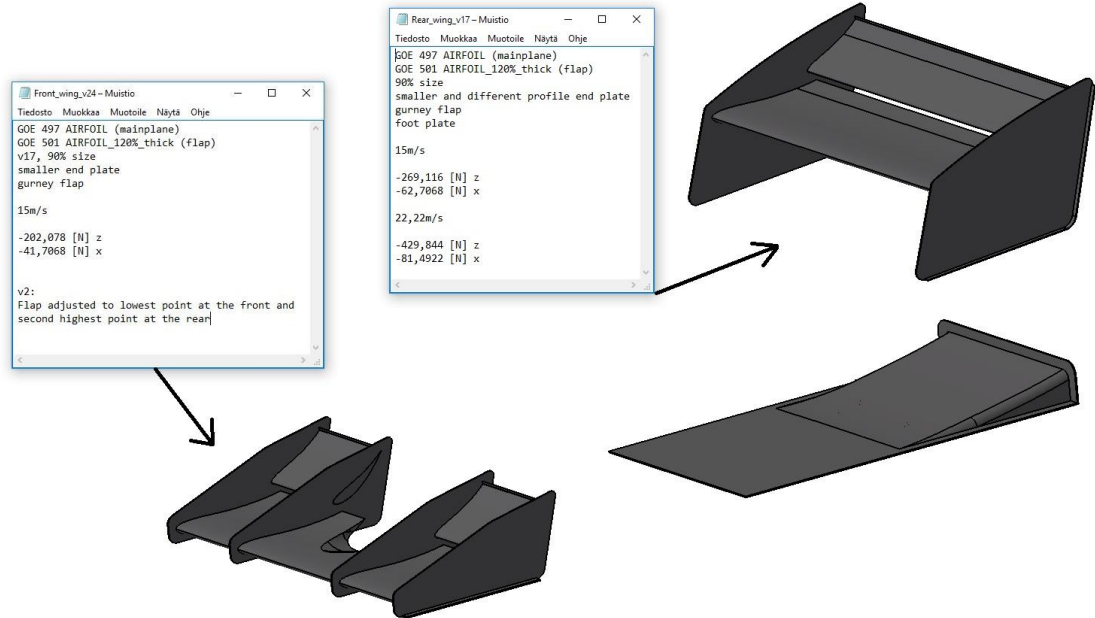 Front_wing_v24 – Muistio
Tiedosto Muokkaa Muotoile Näytä Ohje
GOE 497 AIRFOIL (mainplane)
GOE 501 AIRFOIL_120%_thick (flap)
v17, 90% size
smaller end plate
gurney flap
15m/s
-202,078 [N] z
-41,7068 [N] x
v2:
Flap adjusted to lowest point at the front and
second highest point at the rear
Rear_wing_v17 – Muistio
Tiedosto Muokkaa Muotoile Näytä Ohje
GOE 497 AIRFOIL (mainplane)
GOE 501 AIRFOIL_120%_thick (flap)
90% size
smaller and different profile end plate
gurney flap
foot plate
15m/s
-269,116 [N] z
-62,7068 [N] x
22,22m/s
-429,844 [N] z
-81,4922 [N] x